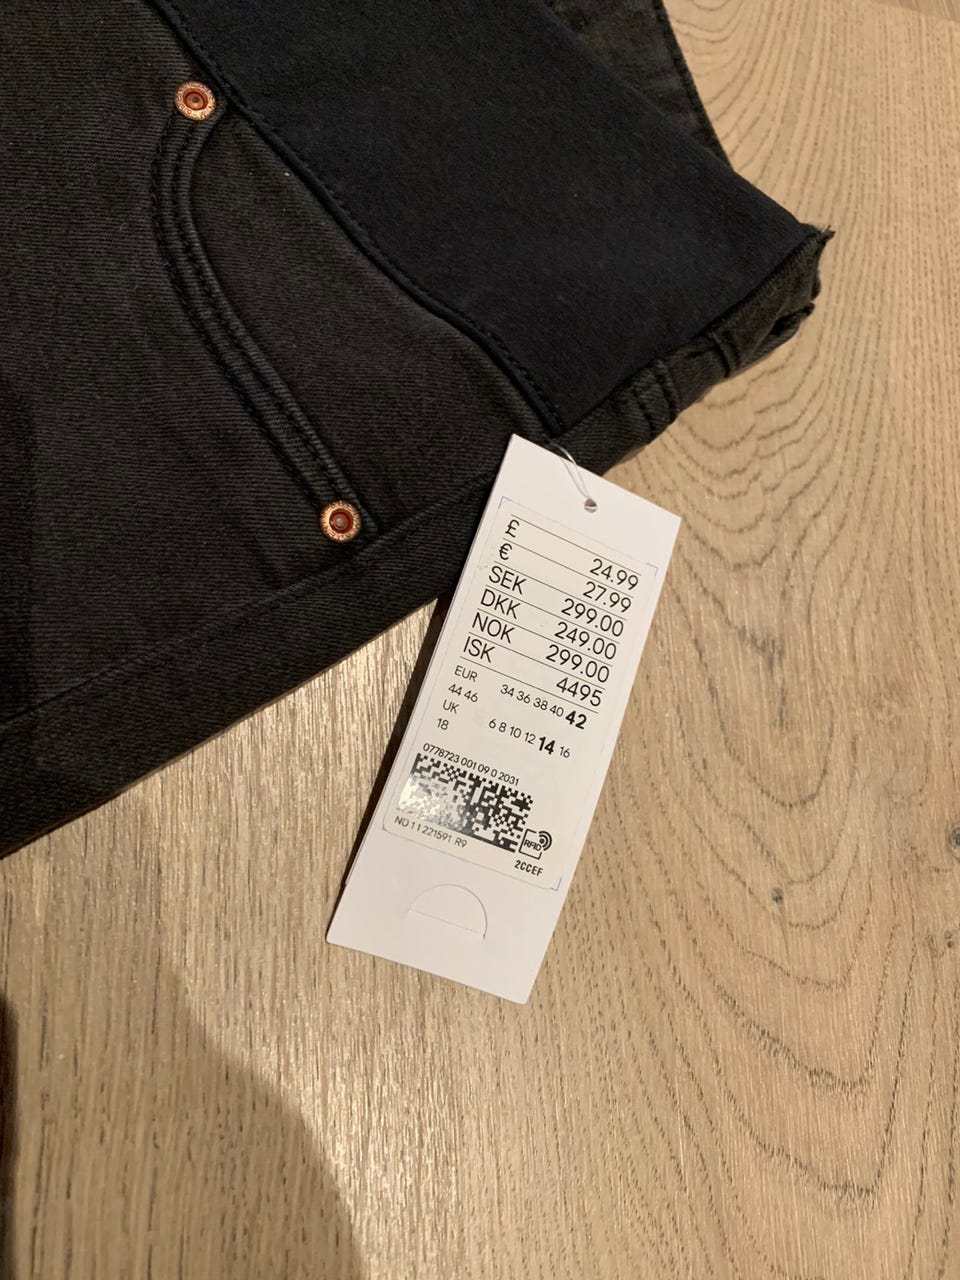 £ 24.99
€ 27.99
SEK 299.00
DKK 249.00
NOK 299.00
ISK 4495
EUR 34 36 38 40 42
44 46
UK 6 8 10 12 14 16
18
0778723 001 09 0 2031
NO 11 221591 R9
RFID
2CCEF